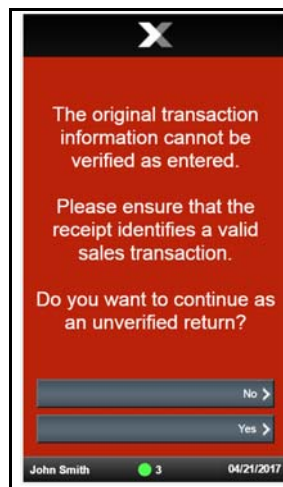 The original transaction
information cannot be
verified as entered.
Please ensure that the
receipt identifies a valid
sales transaction.
Do you want to continue as
an unverified return?
No
Yes
John Smith 3 04/21/2017